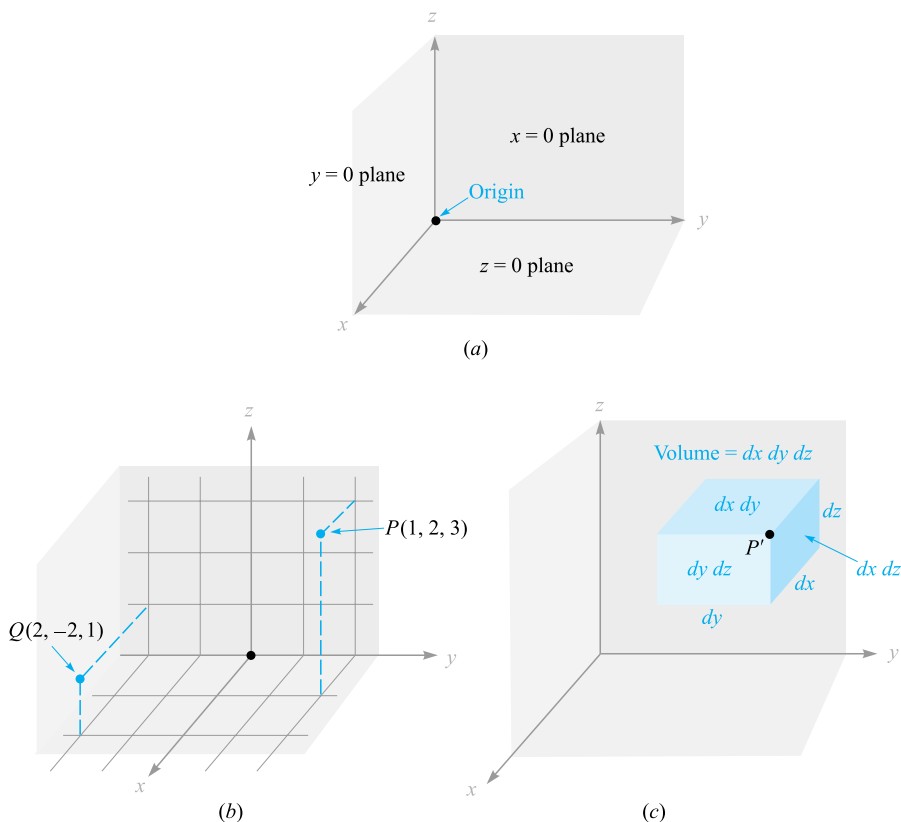 z
x = 0 plane
y = 0 plane
Origin
y
z = 0 plane
x
(a)
z
P(1, 2, 3)
Q(2, −2, 1)
y
x
(b)
z
Volume = dx dy dz
dx dy
dz
P′
dy dz
dx
dx dz
dy
y
x
(c)